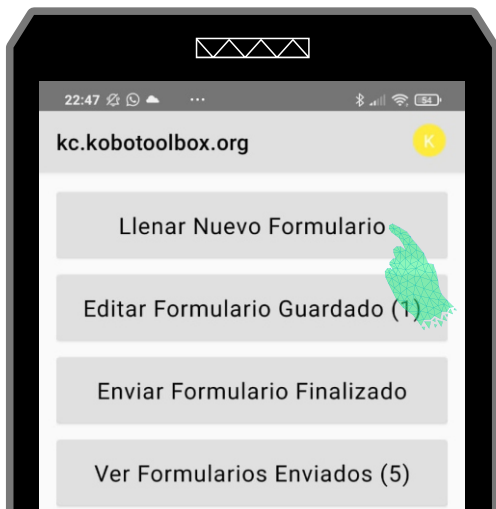 22:47 ... 54
kc.kobotoolbox.org
K
Llenar Nuevo Formulario
Editar Formulario Guardado (1)
Enviar Formulario Finalizado
Ver Formularios Enviados (5)